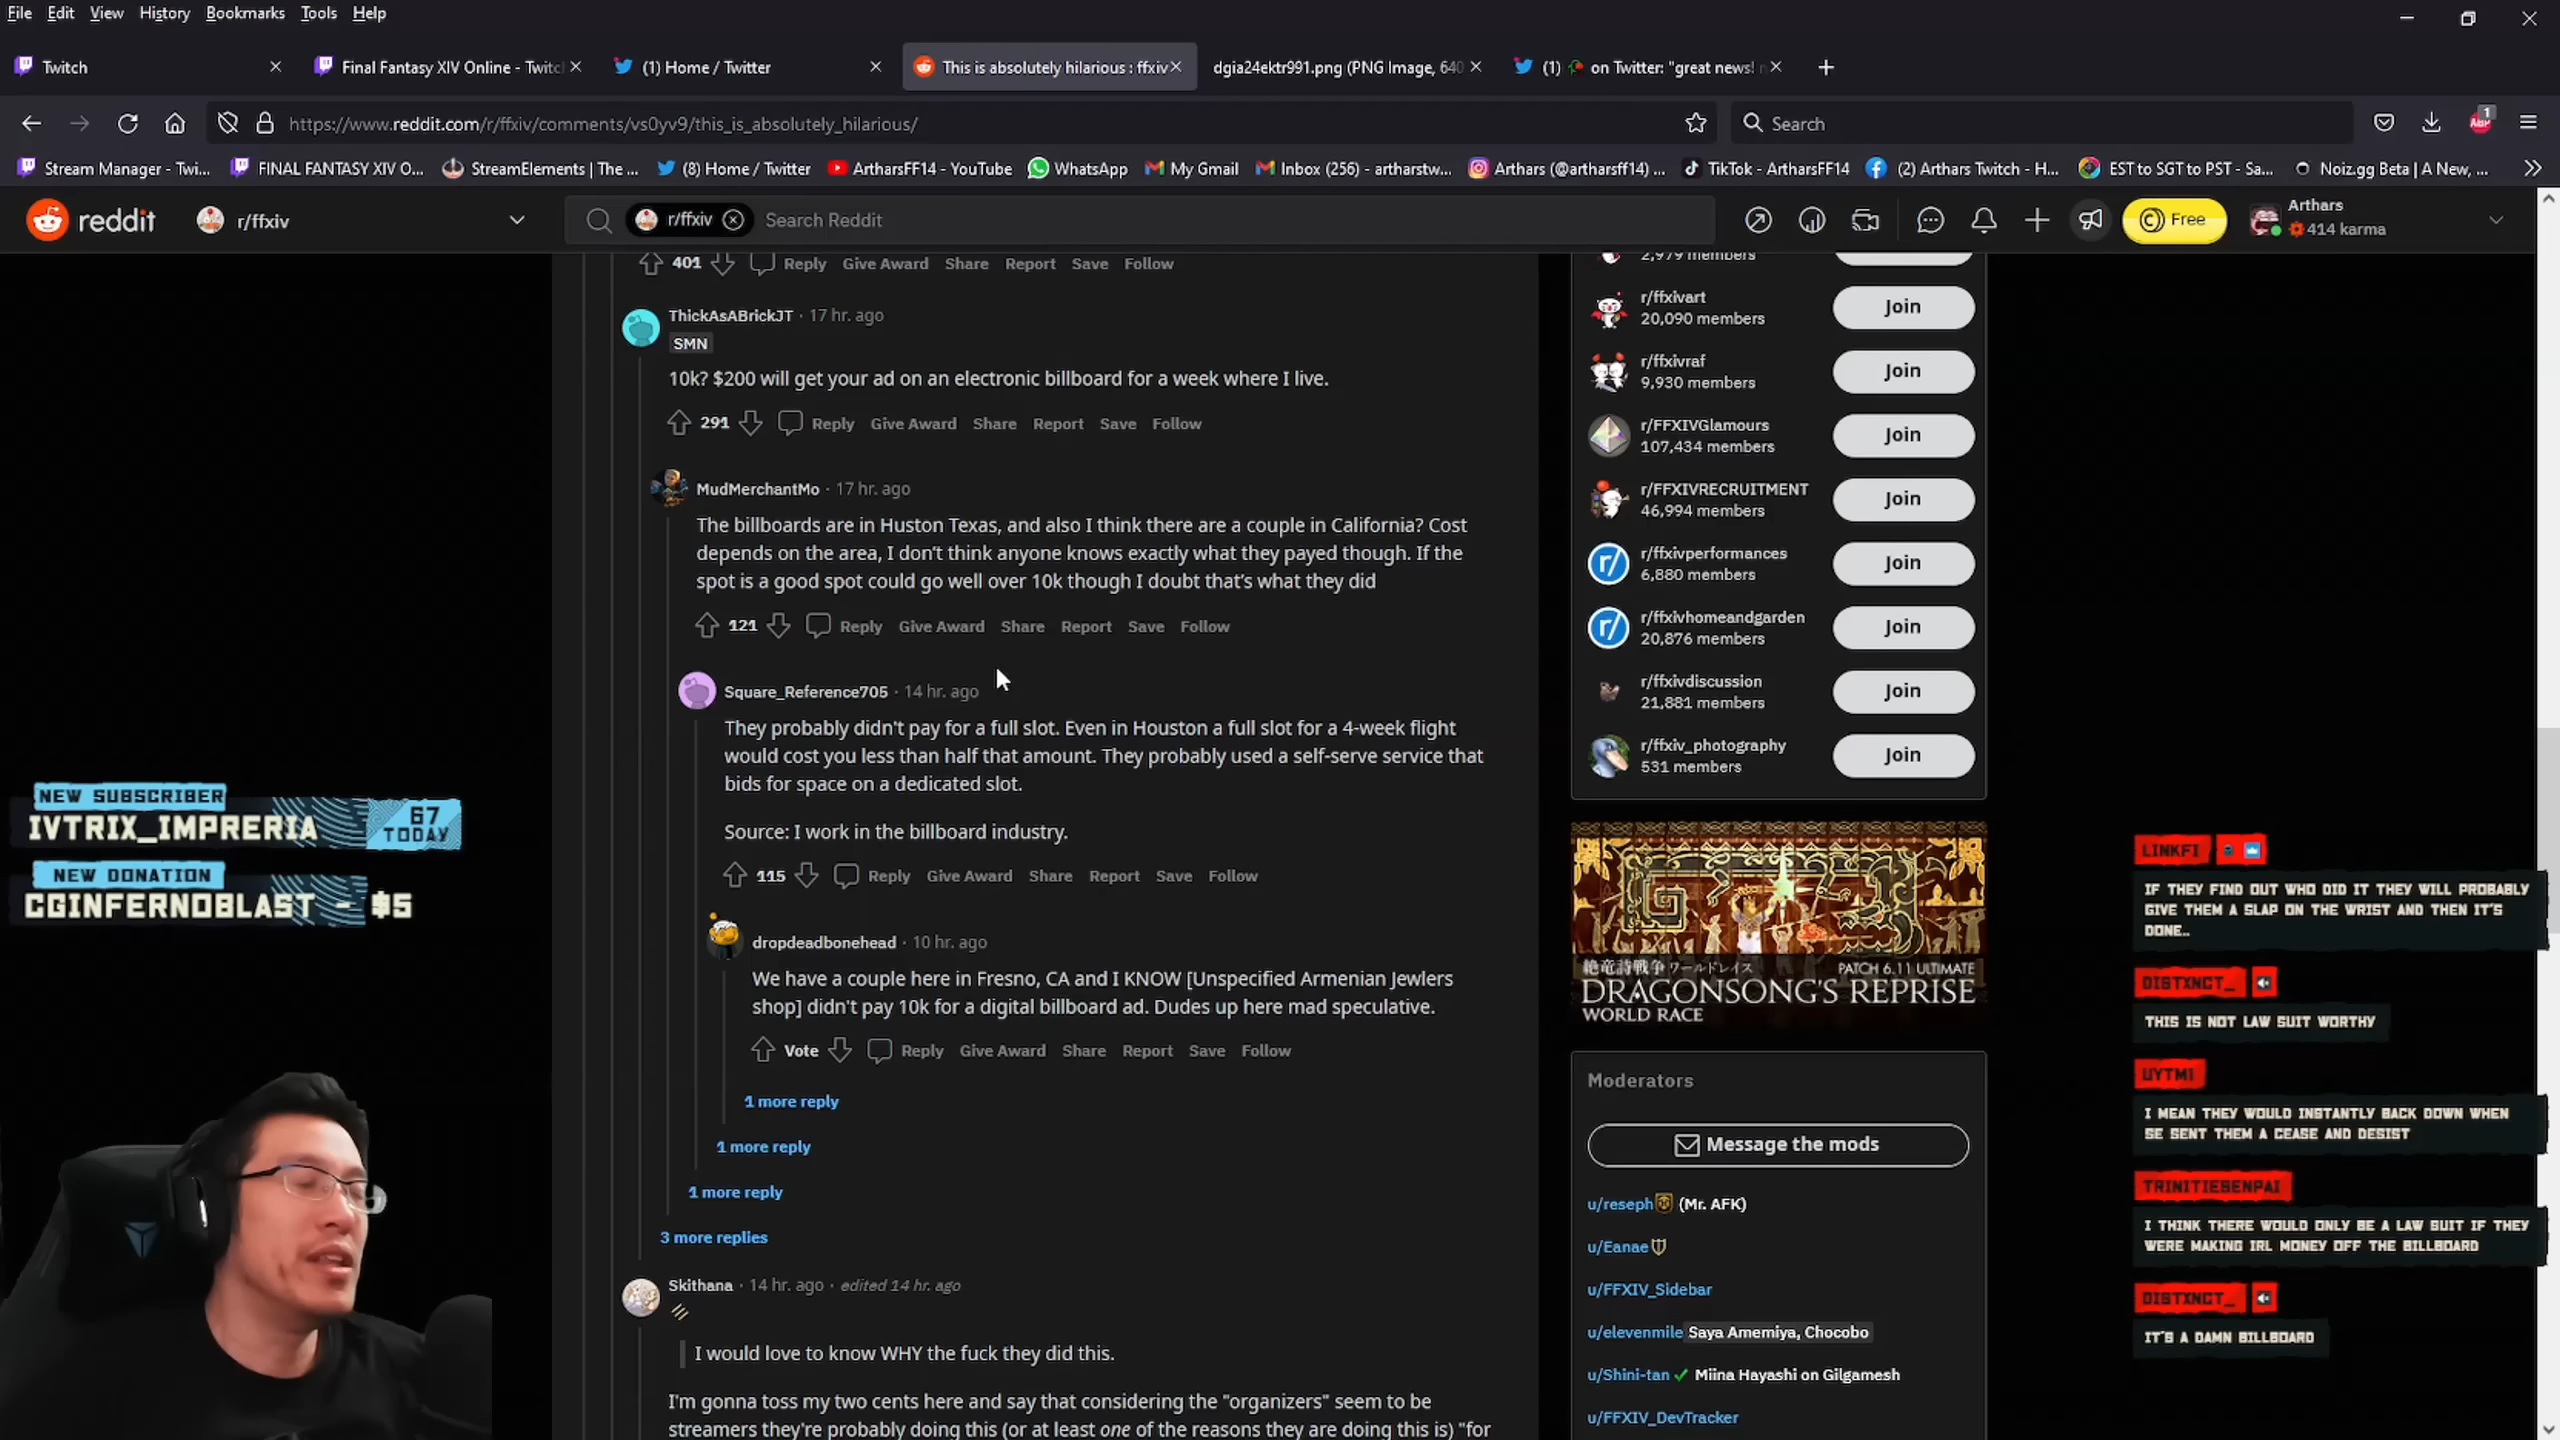 File Edit View History Bookmarks Tools Help
Twitch
Final Fantasy XIV Online - Twitc
(1) Home / Twitter
This is absolutely hilarious : ffxiv
dgia24ektr991.png (PNG Image, 640
(1) on Twitter: "great news!
https://www.reddit.com/r/ffxiv/comments/vs0yv9/this_is_absolutely_hilarious/
Search
ABP
1
Stream Manager - Twi...
FINAL FANTASY XIV O...
StreamElements | The ...
(8) Home / Twitter
ArtharsFF14 - YouTube
WhatsApp
My Gmail
Inbox (256) - artharstw...
Arthars (@artharsff14) ...
TikTok - ArtharsFF14
(2) Arthars Twitch - H...
EST to SGT to PST - Sa...
Noiz.gg Beta | A New, ...
reddit
r/ffxiv
r/ffxiv
Search Reddit
Free
Arthars
414 karma
401 Reply Give Award Share Report Save Follow
ThickAsABrickJT · 17 hr. ago
SMN
10k? $200 will get your ad on an electronic billboard for a week where I live.
291 Reply Give Award Share Report Save Follow
MudMerchantMo · 17 hr. ago
The billboards are in Huston Texas, and also I think there are a couple in California? Cost
depends on the area, I don't think anyone knows exactly what they payed though. If the
spot is a good spot could go well over 10k though I doubt that's what they did
121 Reply Give Award Share Report Save Follow
Square_Reference705 · 14 hr. ago
They probably didn't pay for a full slot. Even in Houston a full slot for a 4-week flight
would cost you less than half that amount. They probably used a self-serve service that
bids for space on a dedicated slot.
Source: I work in the billboard industry.
115 Reply Give Award Share Report Save Follow
dropdeadbonehead · 10 hr. ago
We have a couple here in Fresno, CA and I KNOW [Unspecified Armenian Jewlers
shop] didn't pay 10k for a digital billboard ad. Dudes up here mad speculative.
Vote Reply Give Award Share Report Save Follow
1 more reply
1 more reply
1 more reply
3 more replies
Skithana · 14 hr. ago · edited 14 hr. ago
I would love to know WHY the fuck they did this.
I'm gonna toss my two cents here and say that considering the "organizers" seem to be
streamers they're probably doing this (or at least one of the reasons they are doing this is) "for
2,979 members
r/ffxivart
20,090 members
Join
r/ffxivraf
9,930 members
Join
r/FFXIVGlamours
107,434 members
Join
r/FFXIVRECRUITMENT
46,994 members
Join
r/ffxivperformances
6,880 members
Join
r/ffxivhomeandgarden
20,876 members
Join
r/ffxivdiscussion
21,881 members
Join
r/ffxiv_photography
531 members
Join
絶竜詩戦争 ワールドレイス
PATCH 6.11 ULTIMATE
DRAGONSONG'S REPRISE
WORLD RACE
Moderators
Message the mods
u/reseph (Mr. AFK)
u/Eanae
u/FFXIV_Sidebar
u/elevenmile Saya Amemiya, Chocobo
u/Shini-tan Miina Hayashi on Gilgamesh
u/FFXIV_DevTracker
NEW SUBSCRIBER
IVTRIX_IMPRERIA
67
TODAY
NEW DONATION
CGINFERNOBLAST - $5
LINKFI
IF THEY FIND OUT WHO DID IT THEY WILL PROBABLY
GIVE THEM A SLAP ON THE WRIST AND THEN IT'S
DONE..
DISTXNCT_
THIS IS NOT LAW SUIT WORTHY
UYTMI
I MEAN THEY WOULD INSTANTLY BACK DOWN WHEN
SE SENT THEM A CEASE AND DESIST
TRINITIESENPAI
I THINK THERE WOULD ONLY BE A LAW SUIT IF THEY
WERE MAKING IRL MONEY OFF THE BILLBOARD
DISTXNCT_
IT'S A DAMN BILLBOARD